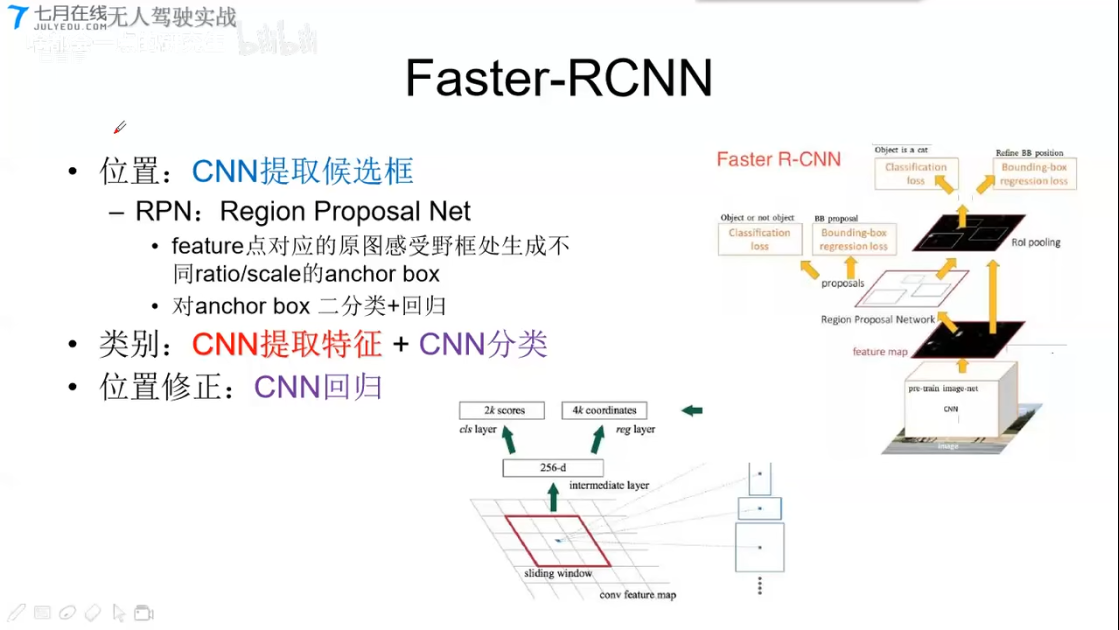 七月在线
JULYEDU.COM
无人驾驶实战
bilibili
Faster-RCNN
• 位置：CNN提取候选框
– RPN：Region Proposal Net
• feature点对应的原图感受野框处生成不
同ratio/scale的anchor box
• 对anchor box 二分类+回归
• 类别：CNN提取特征 + CNN分类
• 位置修正：CNN回归
Faster R-CNN
Object is a cat
Classification
loss
Refine BB position
Bounding-box
regression loss
Object or not object
Classification
loss
BB proposal
Bounding-box
regression loss
RoI pooling
proposals
Region Proposal Network
feature map
pre-train image-net
CNN
image
2k scores
4k coordinates
cls layer
reg layer
256-d
intermediate layer
sliding window
conv feature map